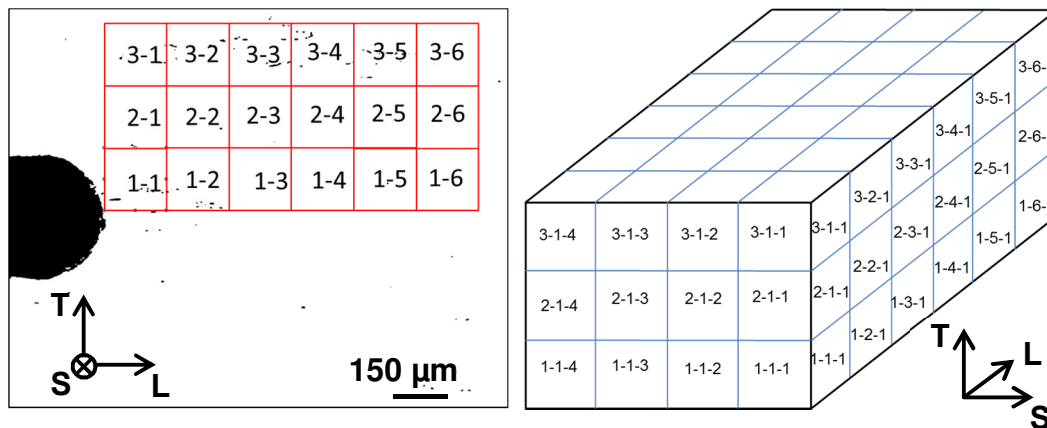 3-1 3-2 3-3 3-4 3-5 3-6
2-1 2-2 2-3 2-4 2-5 2-6
1-1 1-2 1-3 1-4 1-5 1-6
T
S
L
150 µm
3-1-4 3-1-3 3-1-2 3-1-1
2-1-4 2-1-3 2-1-2 2-1-1
1-1-4 1-1-3 1-1-2 1-1-1
3-1-1 3-2-1 3-3-1 3-4-1 3-5-1 3-6-
2-1-1 2-2-1 2-3-1 2-4-1 2-5-1 2-6-
1-1-1 1-2-1 1-3-1 1-4-1 1-5-1 1-6-
T
L
S